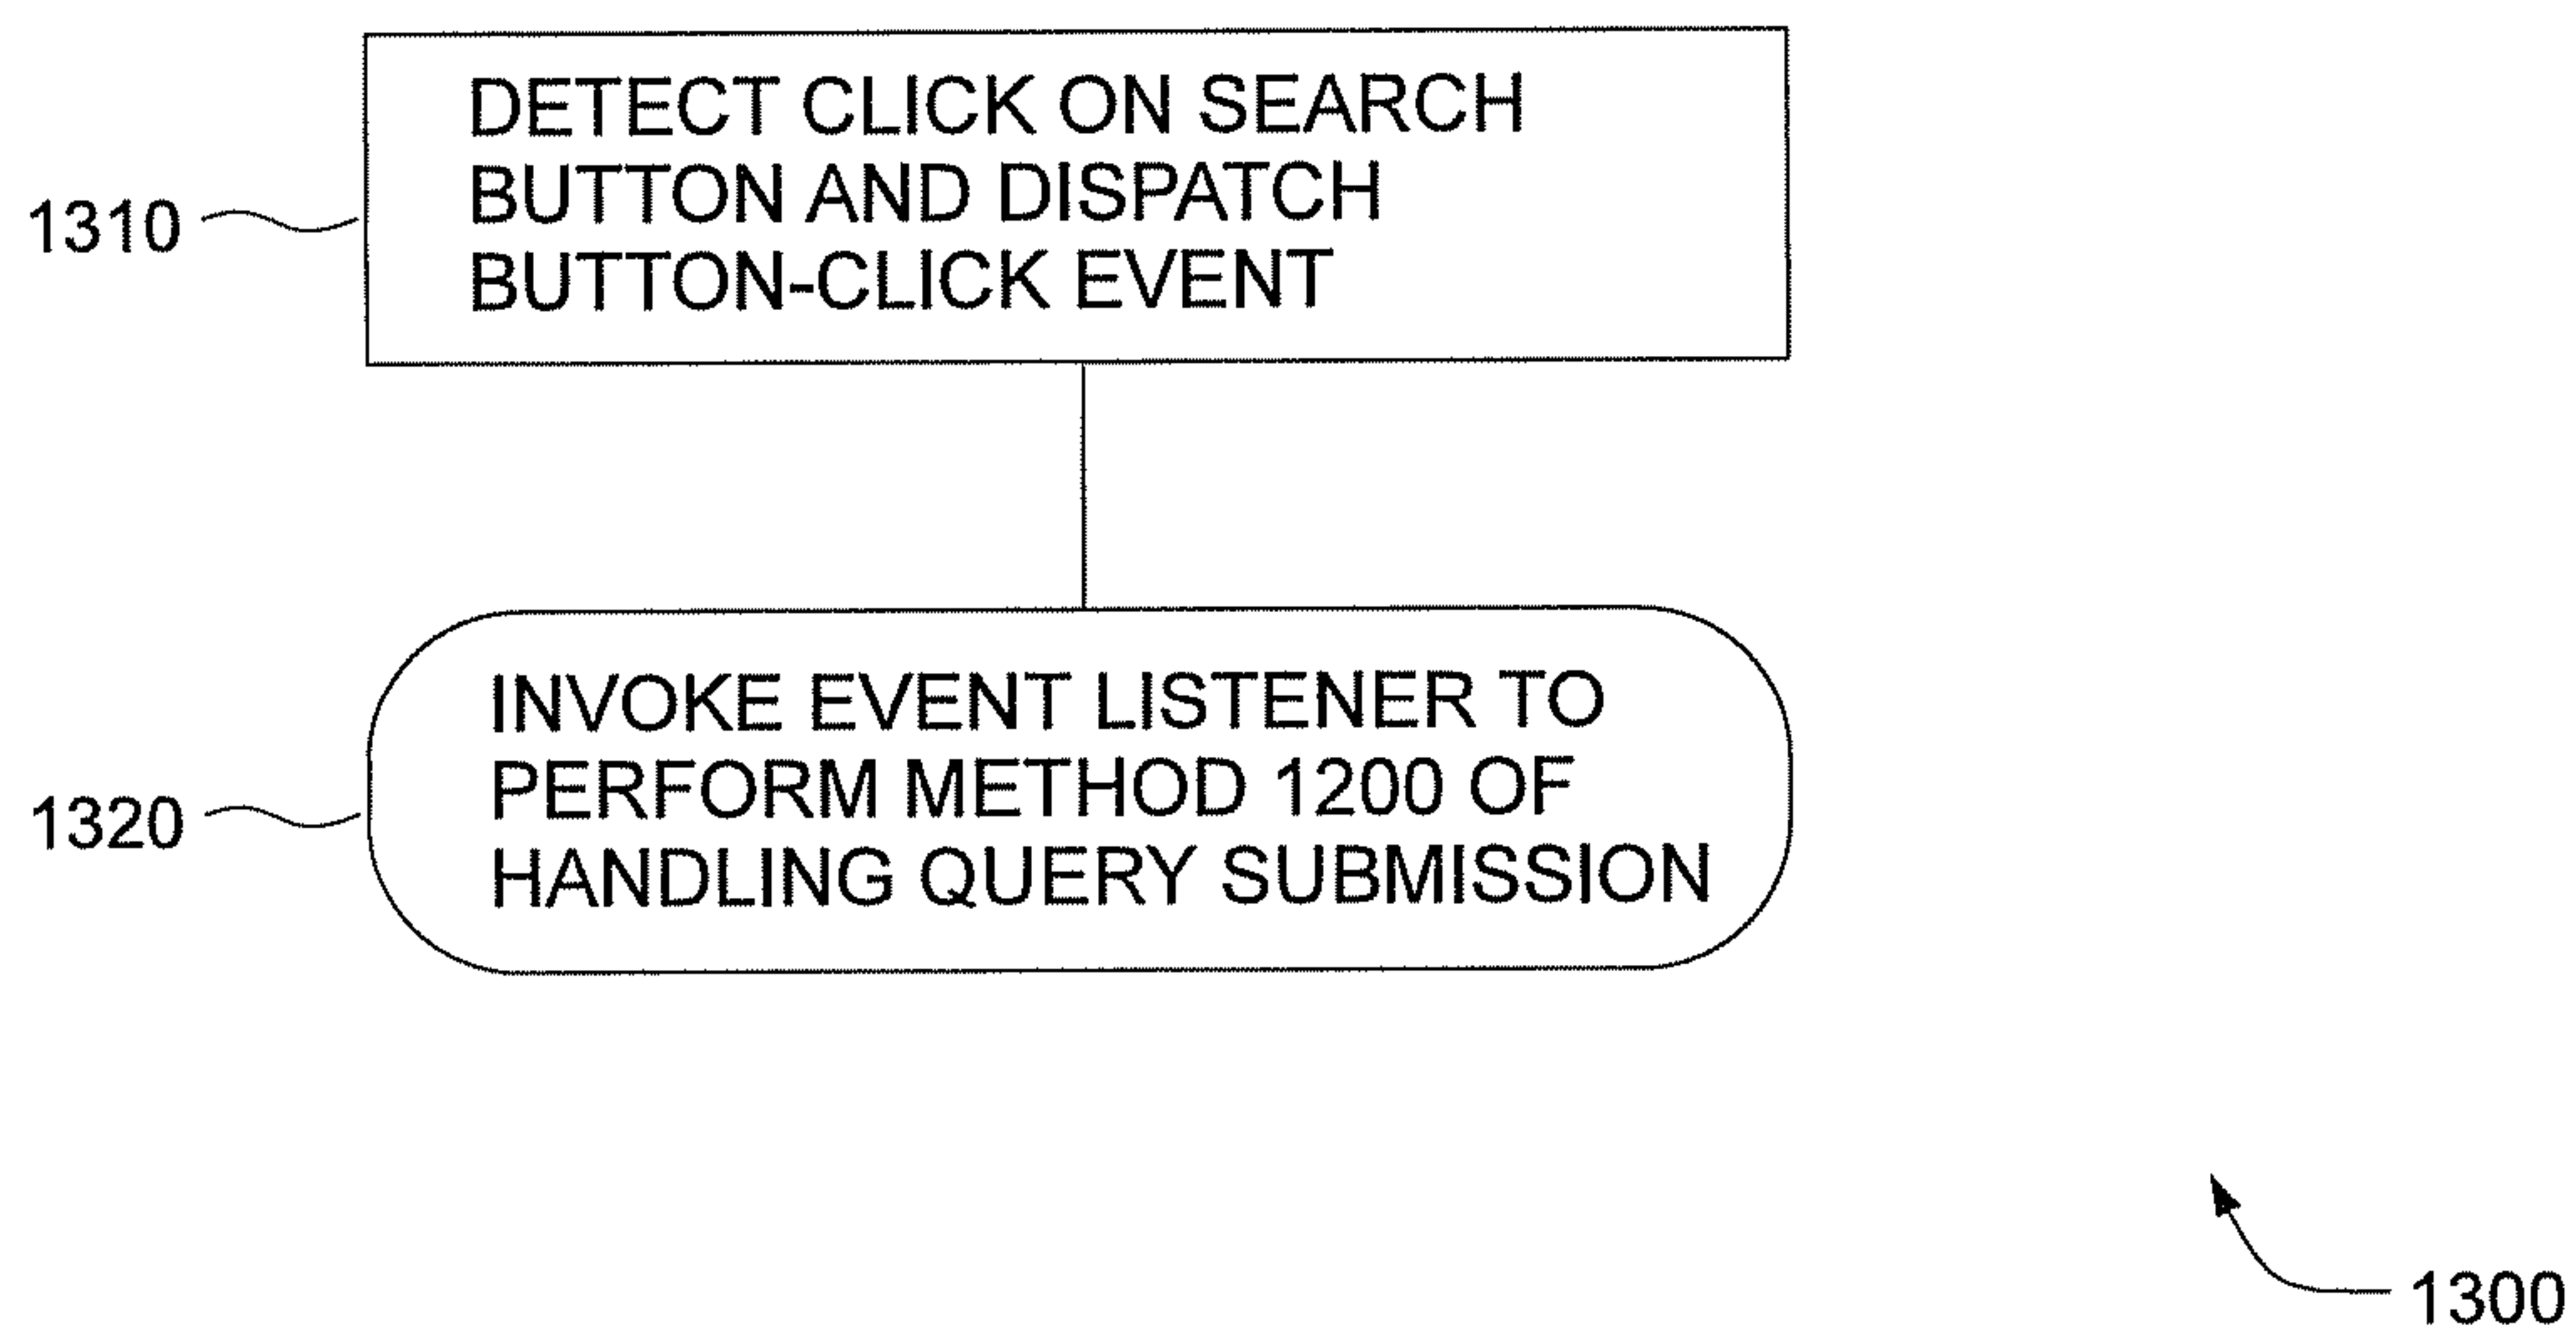 DETECT CLICK ON SEARCH
BUTTON AND DISPATCH
BUTTON-CLICK EVENT
1310
INVOKE EVENT LISTENER TO
PERFORM METHOD 1200 OF
HANDLING QUERY SUBMISSION
1320
1300